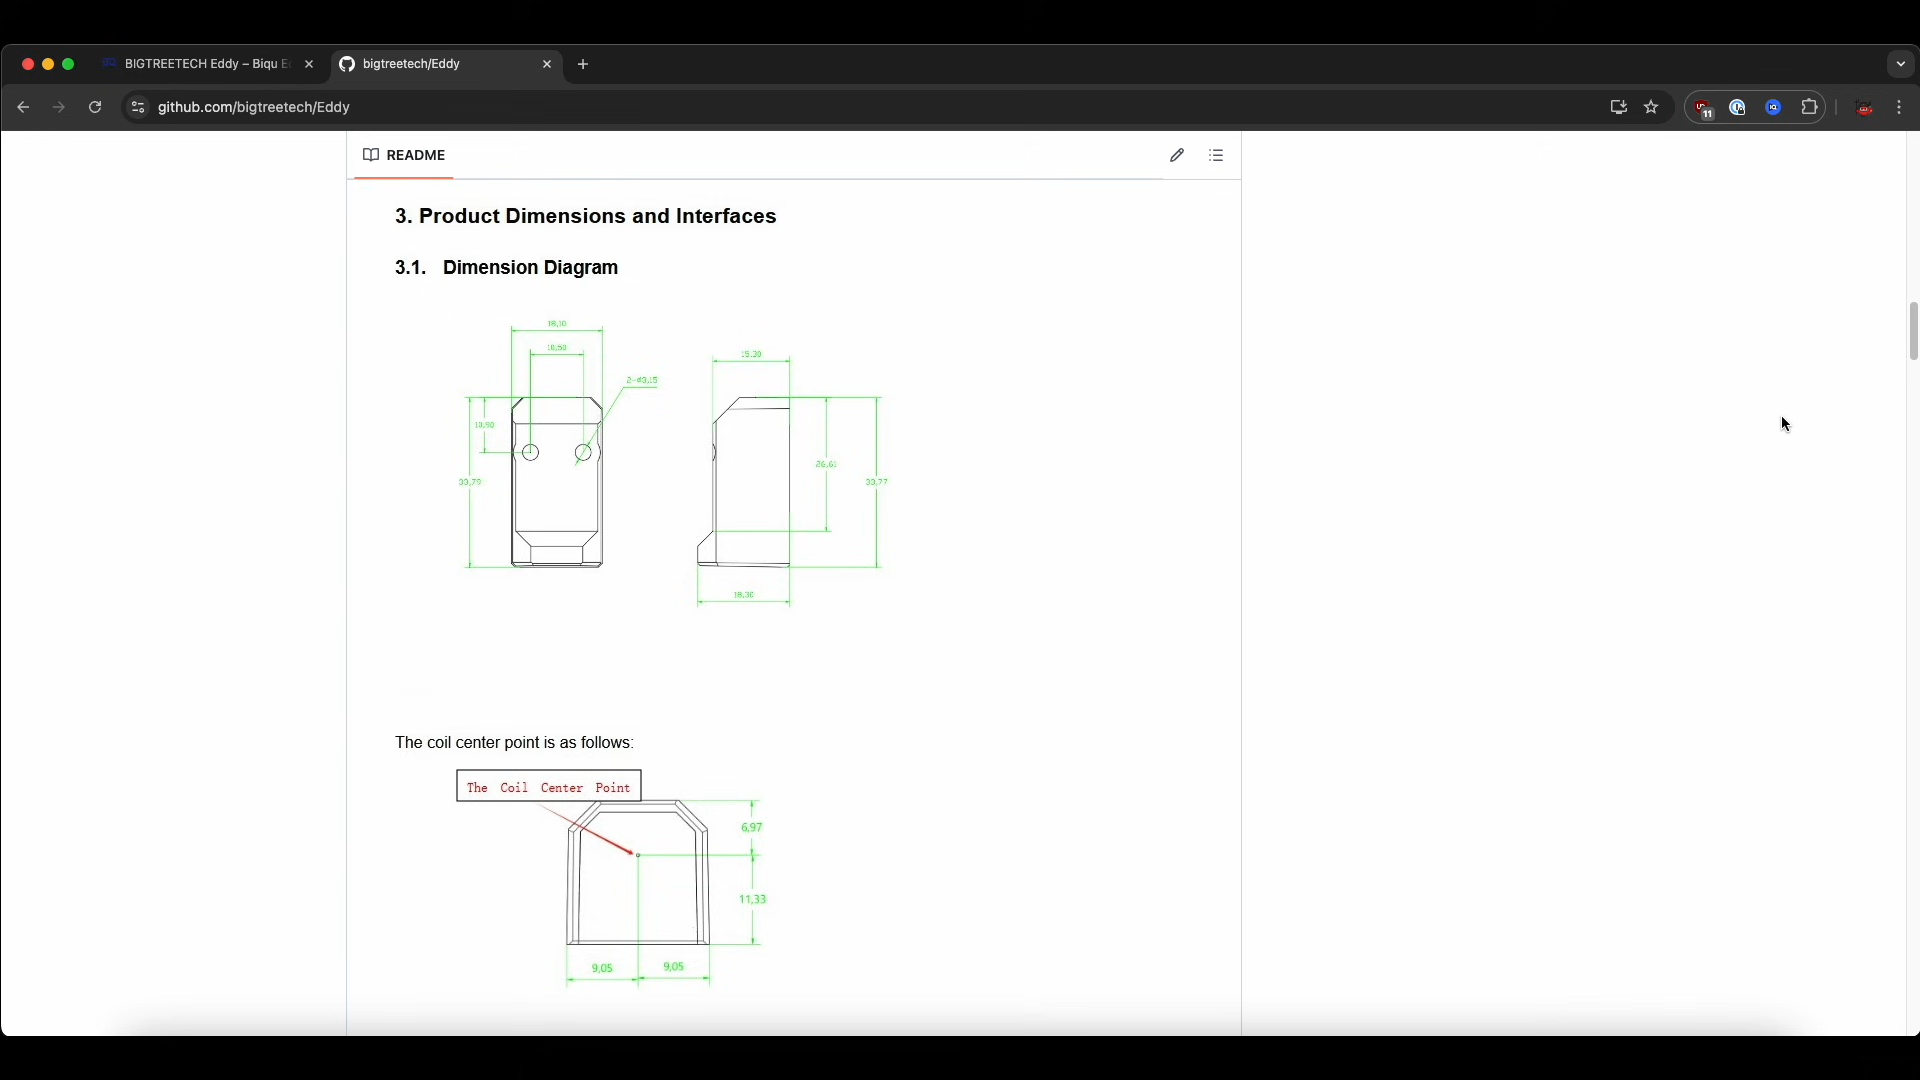 BIGTREETECH Eddy – Biqu E
bigtreetech/Eddy
github.com/bigtreetech/Eddy
11
README
3. Product Dimensions and Interfaces
3.1. Dimension Diagram
18,10
10,50
2-ø3,15
15,30
10,90
33,79
26,61
33,77
18,30
The coil center point is as follows:
The Coil Center Point
6,97
11,33
9,05
9,05